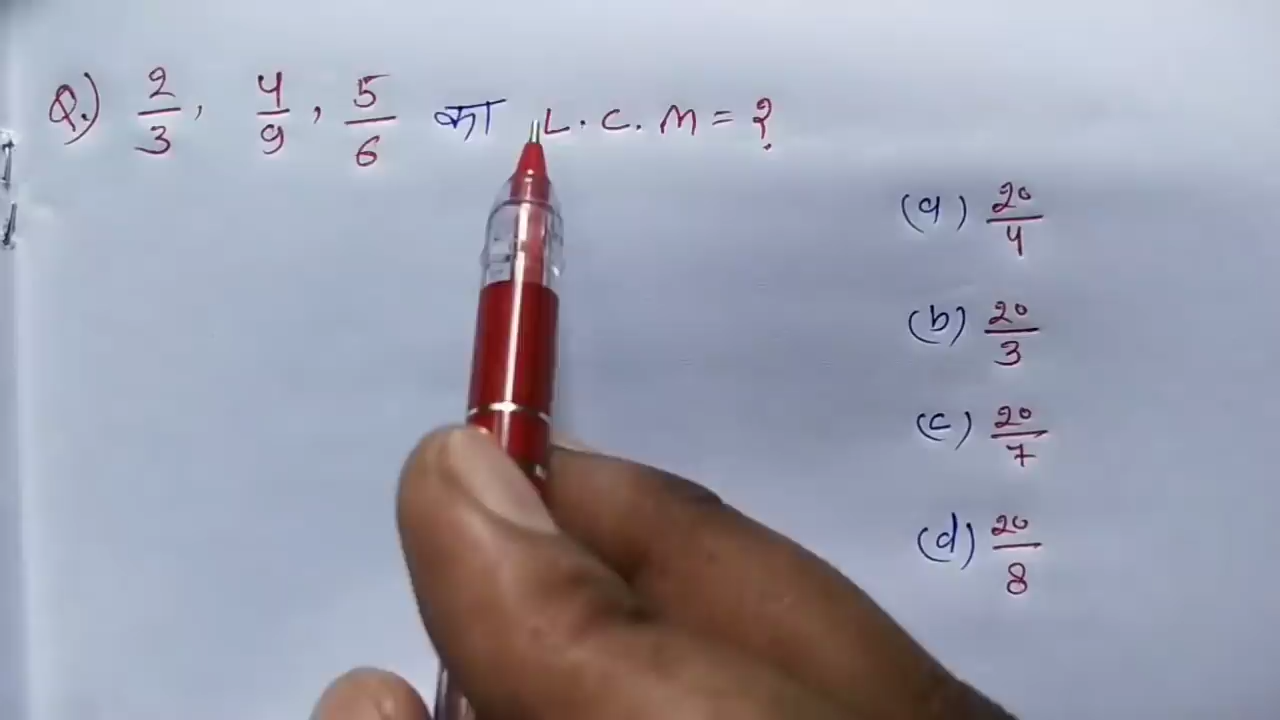 Q.) 2/3, 4/9, 5/6 का L.C.M = ?
(a) 20/4
(b) 20/3
(c) 20/7
(d) 20/8